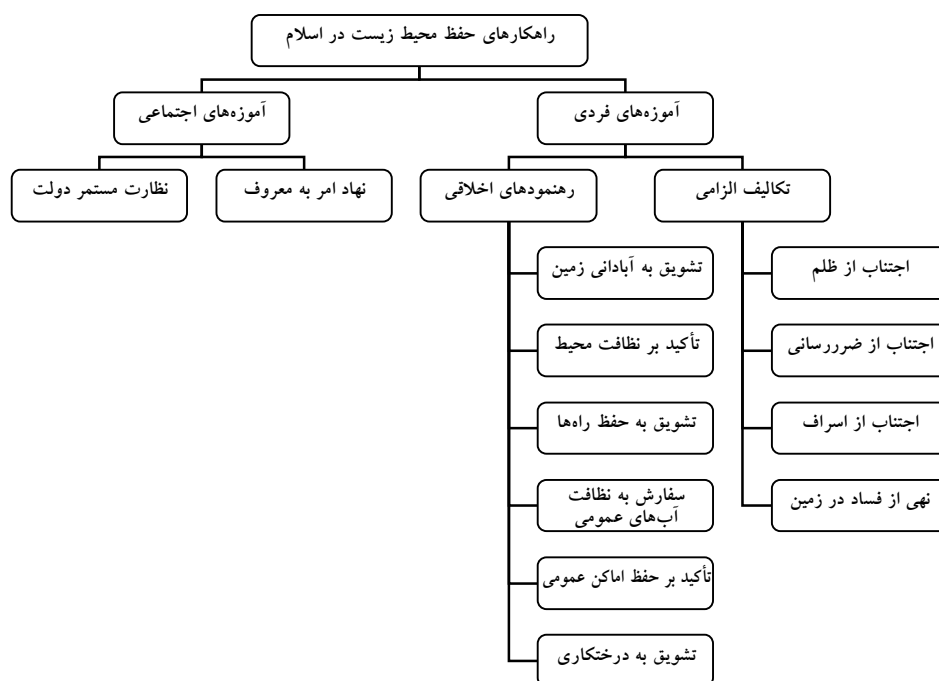 راهکارهای حفظ محیط زیست در اسلام
آموزه‌های فردی
آموزه‌های اجتماعی
تکالیف الزامی
رهنمودهای اخلاقی
نهاد امر به معروف
نظارت مستمر دولت
اجتناب از ظلم
اجتناب از ضرررسانی
اجتناب از اسراف
نهی از فساد در زمین
تشویق به آبادانی زمین
تأکید بر نظافت محیط
تشویق به حفظ راه‌ها
سفارش به نظافت
آب‌های عمومی
تأکید بر حفظ اماکن عمومی
تشویق به درختکاری